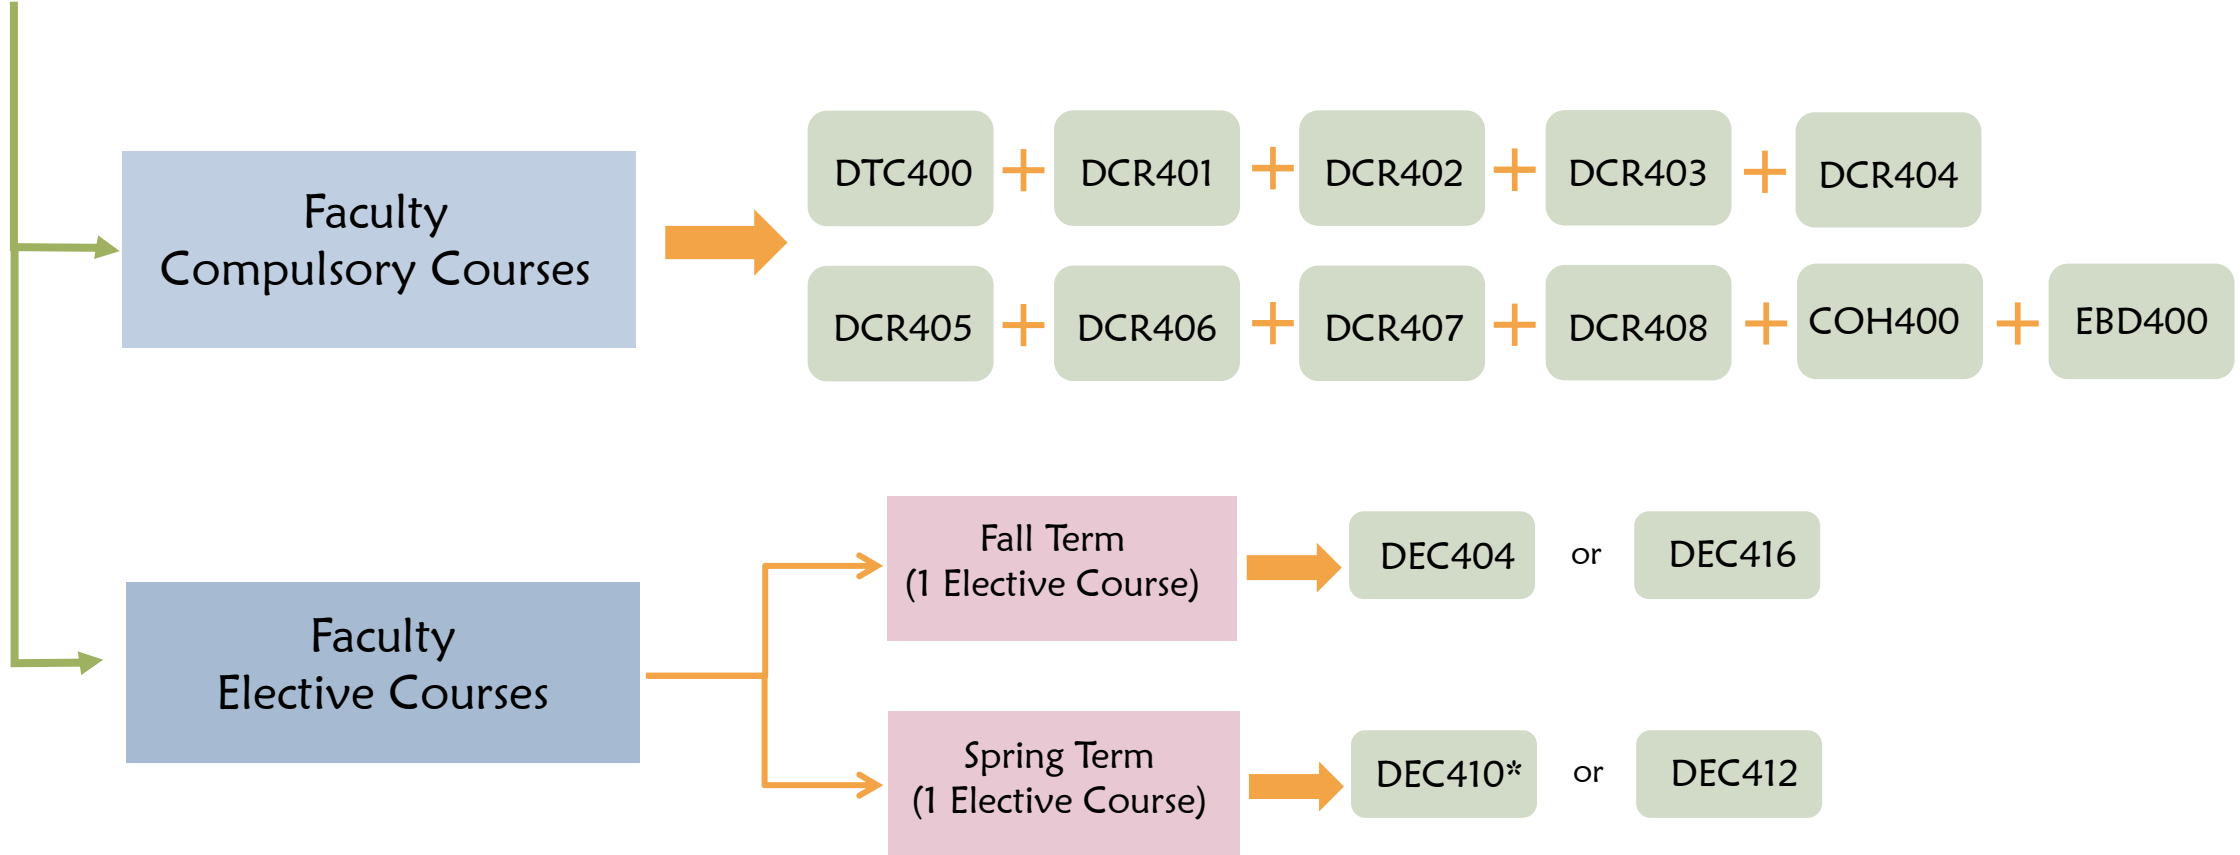 Faculty
Compulsory Courses
DTC400 + DCR401 + DCR402 + DCR403 + DCR404
DCR405 + DCR406 + DCR407 + DCR408 + COH400 + EBD400
Faculty
Elective Courses
Fall Term
(1 Elective Course)
DEC404 or DEC416
Spring Term
(1 Elective Course)
DEC410* or DEC412